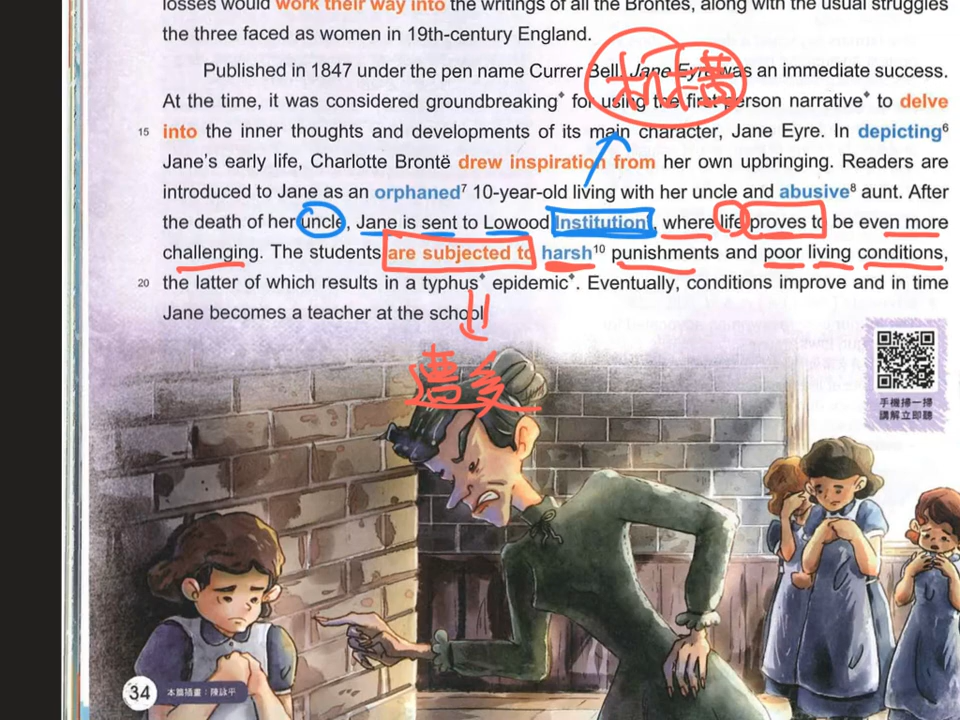 losses would work their way into the writings of all the Brontës, along with the usual struggles
the three faced as women in 19th-century England.
Published in 1847 under the pen name Currer Bell, Jane Eyre was an immediate success.
At the time, it was considered groundbreaking◆ for using the first-person narrative◆ to delve
15 into the inner thoughts and developments of its main character, Jane Eyre. In depicting6
Jane's early life, Charlotte Brontë drew inspiration from her own upbringing. Readers are
introduced to Jane as an orphaned7 10-year-old living with her uncle and abusive8 aunt. After
the death of her uncle, Jane is sent to Lowood Institution, where life proves to be even more
challenging. The students are subjected to harsh10 punishments and poor living conditions,
20 the latter of which results in a typhus◆ epidemic◆. Eventually, conditions improve and in time
Jane becomes a teacher at the school.
机構
遭受
手機掃一掃
講解立即聽
34 本篇插畫:陳詠平